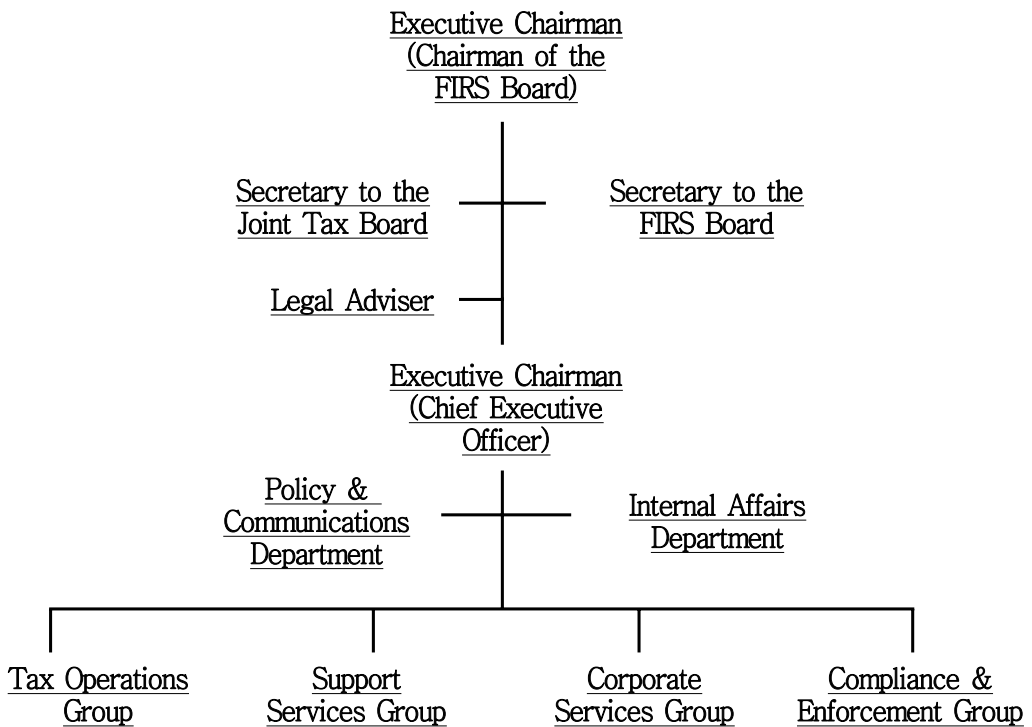 Executive Chairman
(Chairman of the
FIRS Board)
Secretary to the
Joint Tax Board
Secretary to the
FIRS Board
Legal Adviser
Executive Chairman
(Chief Executive
Officer)
Policy &
Communications
Department
Internal Affairs
Department
Tax Operations
Group
Support
Services Group
Corporate
Services Group
Compliance &
Enforcement Group